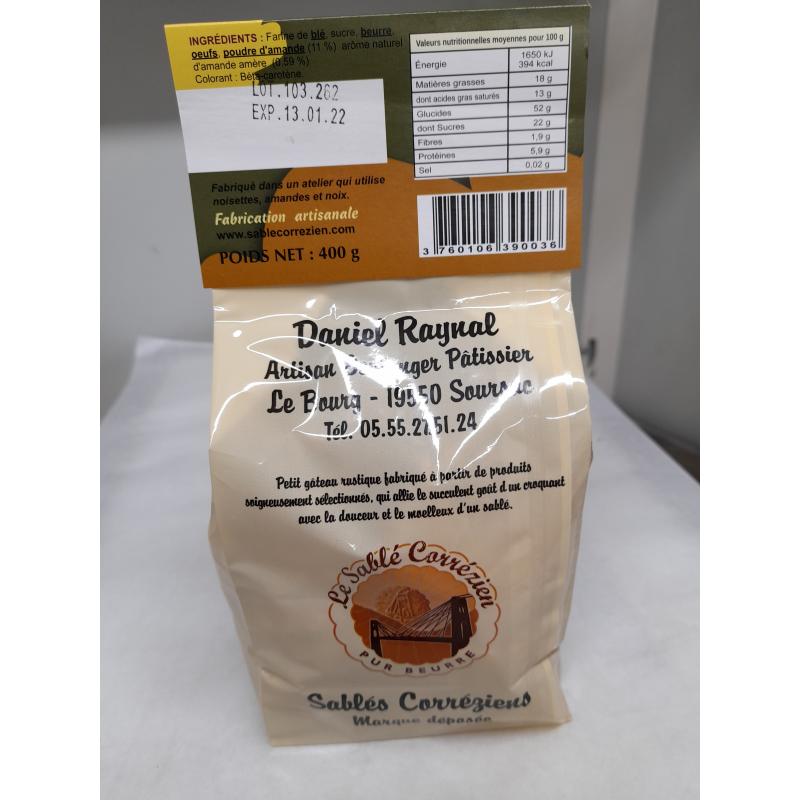 INGRÉDIENTS : Farine de blé, sucre, beurre,
oeufs, poudre d'amande (11 %) arôme naturel
d'amande amère (0,59 %)
Colorant : Bêta-carotène.
LOT.103.262
EXP.13.01.22
Fabriqué dans un atelier qui utilise
noisettes, amandes et noix.
Fabrication artisanale
www.sablecorrezien.com
POIDS NET : 400 g
Valeurs nutritionnelles moyennes pour 100 g
Énergie 1650 kJ
394 kcal
Matières grasses 18 g
dont acides gras saturés 13 g
Glucides 52 g
dont Sucres 22 g
Fibres 1,9 g
Protéines 5,9 g
Sel 0,02 g
3 760106 390036
Daniel Raynal
Artisan Boulanger Pâtissier
Le Bourg - 19550 Soursac
Tél. 05.55.27.51.24
Petit gâteau rustique fabriqué à partir de produits
soigneusement sélectionnés, qui allie le succulent goût d'un croquant
avec la douceur et le moelleux d'un sablé.
Le Sablé Corrézien
PUR BEURRE
Sablés Corréziens
Marque déposée